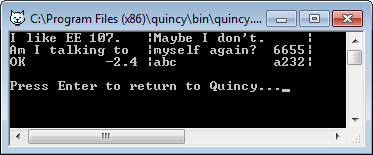 C:\Program Files (x86)\quincy\bin\quincy....
I like EE 107.    ¦Maybe I don't.     ¦
Am I talking to   ¦myself again?  6655¦
OK          -2.4 ¦abc            a232¦
Press Enter to return to Quincy..._